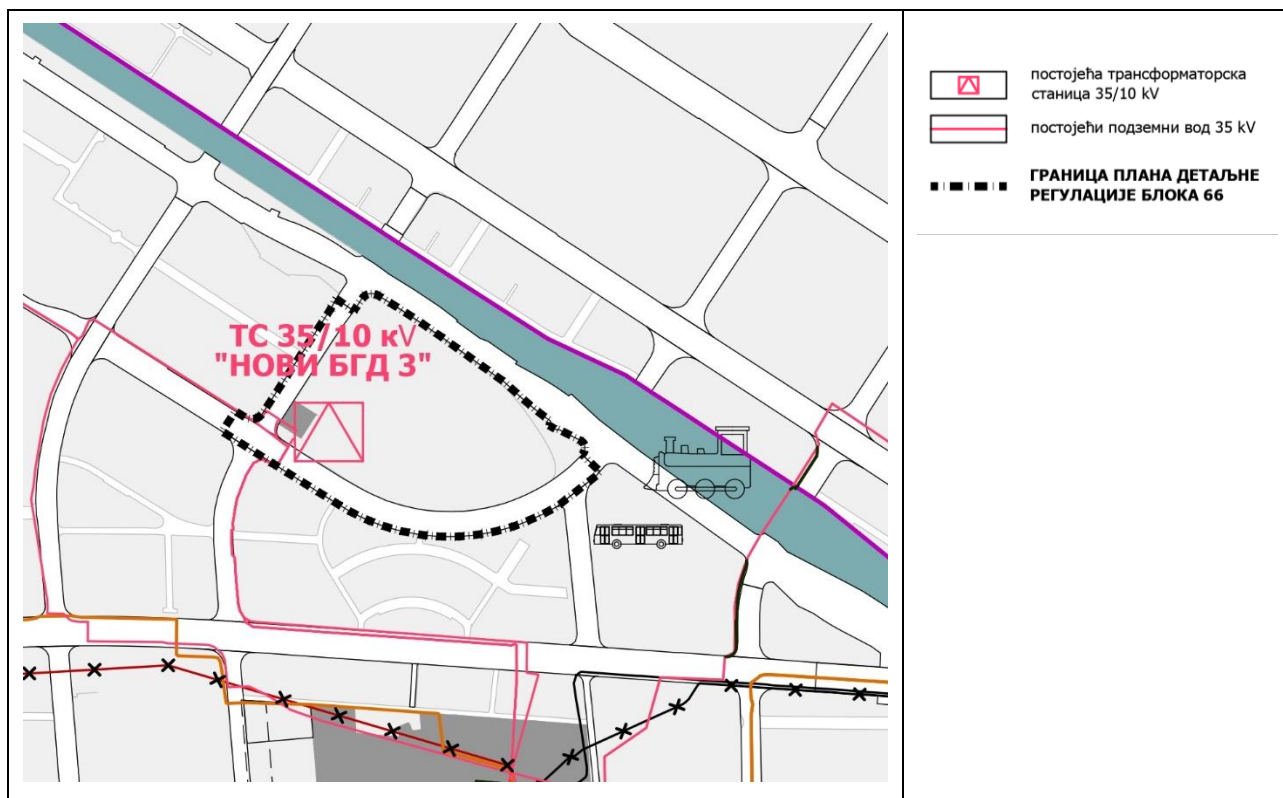 ТС 35/10 кV
"НОВИ БГД 3"
постојећа трансформаторска
станица 35/10 kV
постојећи подземни вод 35 kV
ГРАНИЦА ПЛАНА ДЕТАЉНЕ
РЕГУЛАЦИЈЕ БЛОКА 66